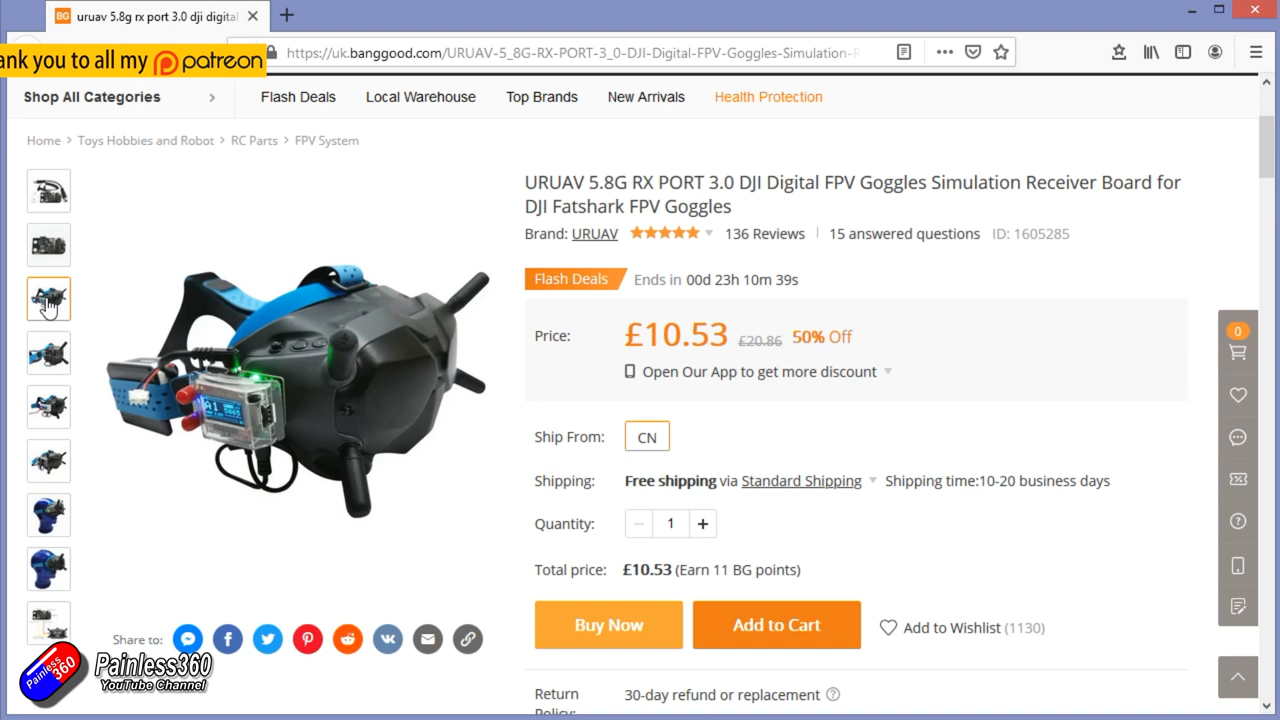 uruav 5.8g rx port 3.0 dji digital
https://uk.banggood.com/URUAV-5_8G-RX-PORT-3_0-DJI-Digital-FPV-Goggles-Simulation-R
ank you to all my patreon
Shop All Categories
Flash Deals
Local Warehouse
Top Brands
New Arrivals
Health Protection
Home > Toys Hobbies and Robot > RC Parts > FPV System
URUAV 5.8G RX PORT 3.0 DJI Digital FPV Goggles Simulation Receiver Board for
DJI Fatshark FPV Goggles
Brand: URUAV 136 Reviews 15 answered questions ID: 1605285
Flash Deals Ends in 00d 23h 10m 39s
Price: £10.53 £20.86 50% Off
Open Our App to get more discount
Ship From: CN
Shipping: Free shipping via Standard Shipping Shipping time:10-20 business days
Quantity: 1
Total price: £10.53 (Earn 11 BG points)
Buy Now
Add to Cart
Add to Wishlist (1130)
Share to:
Return
Policy:
30-day refund or replacement
0
A1
Painless
360
Painless360
YouTube Channel
BG